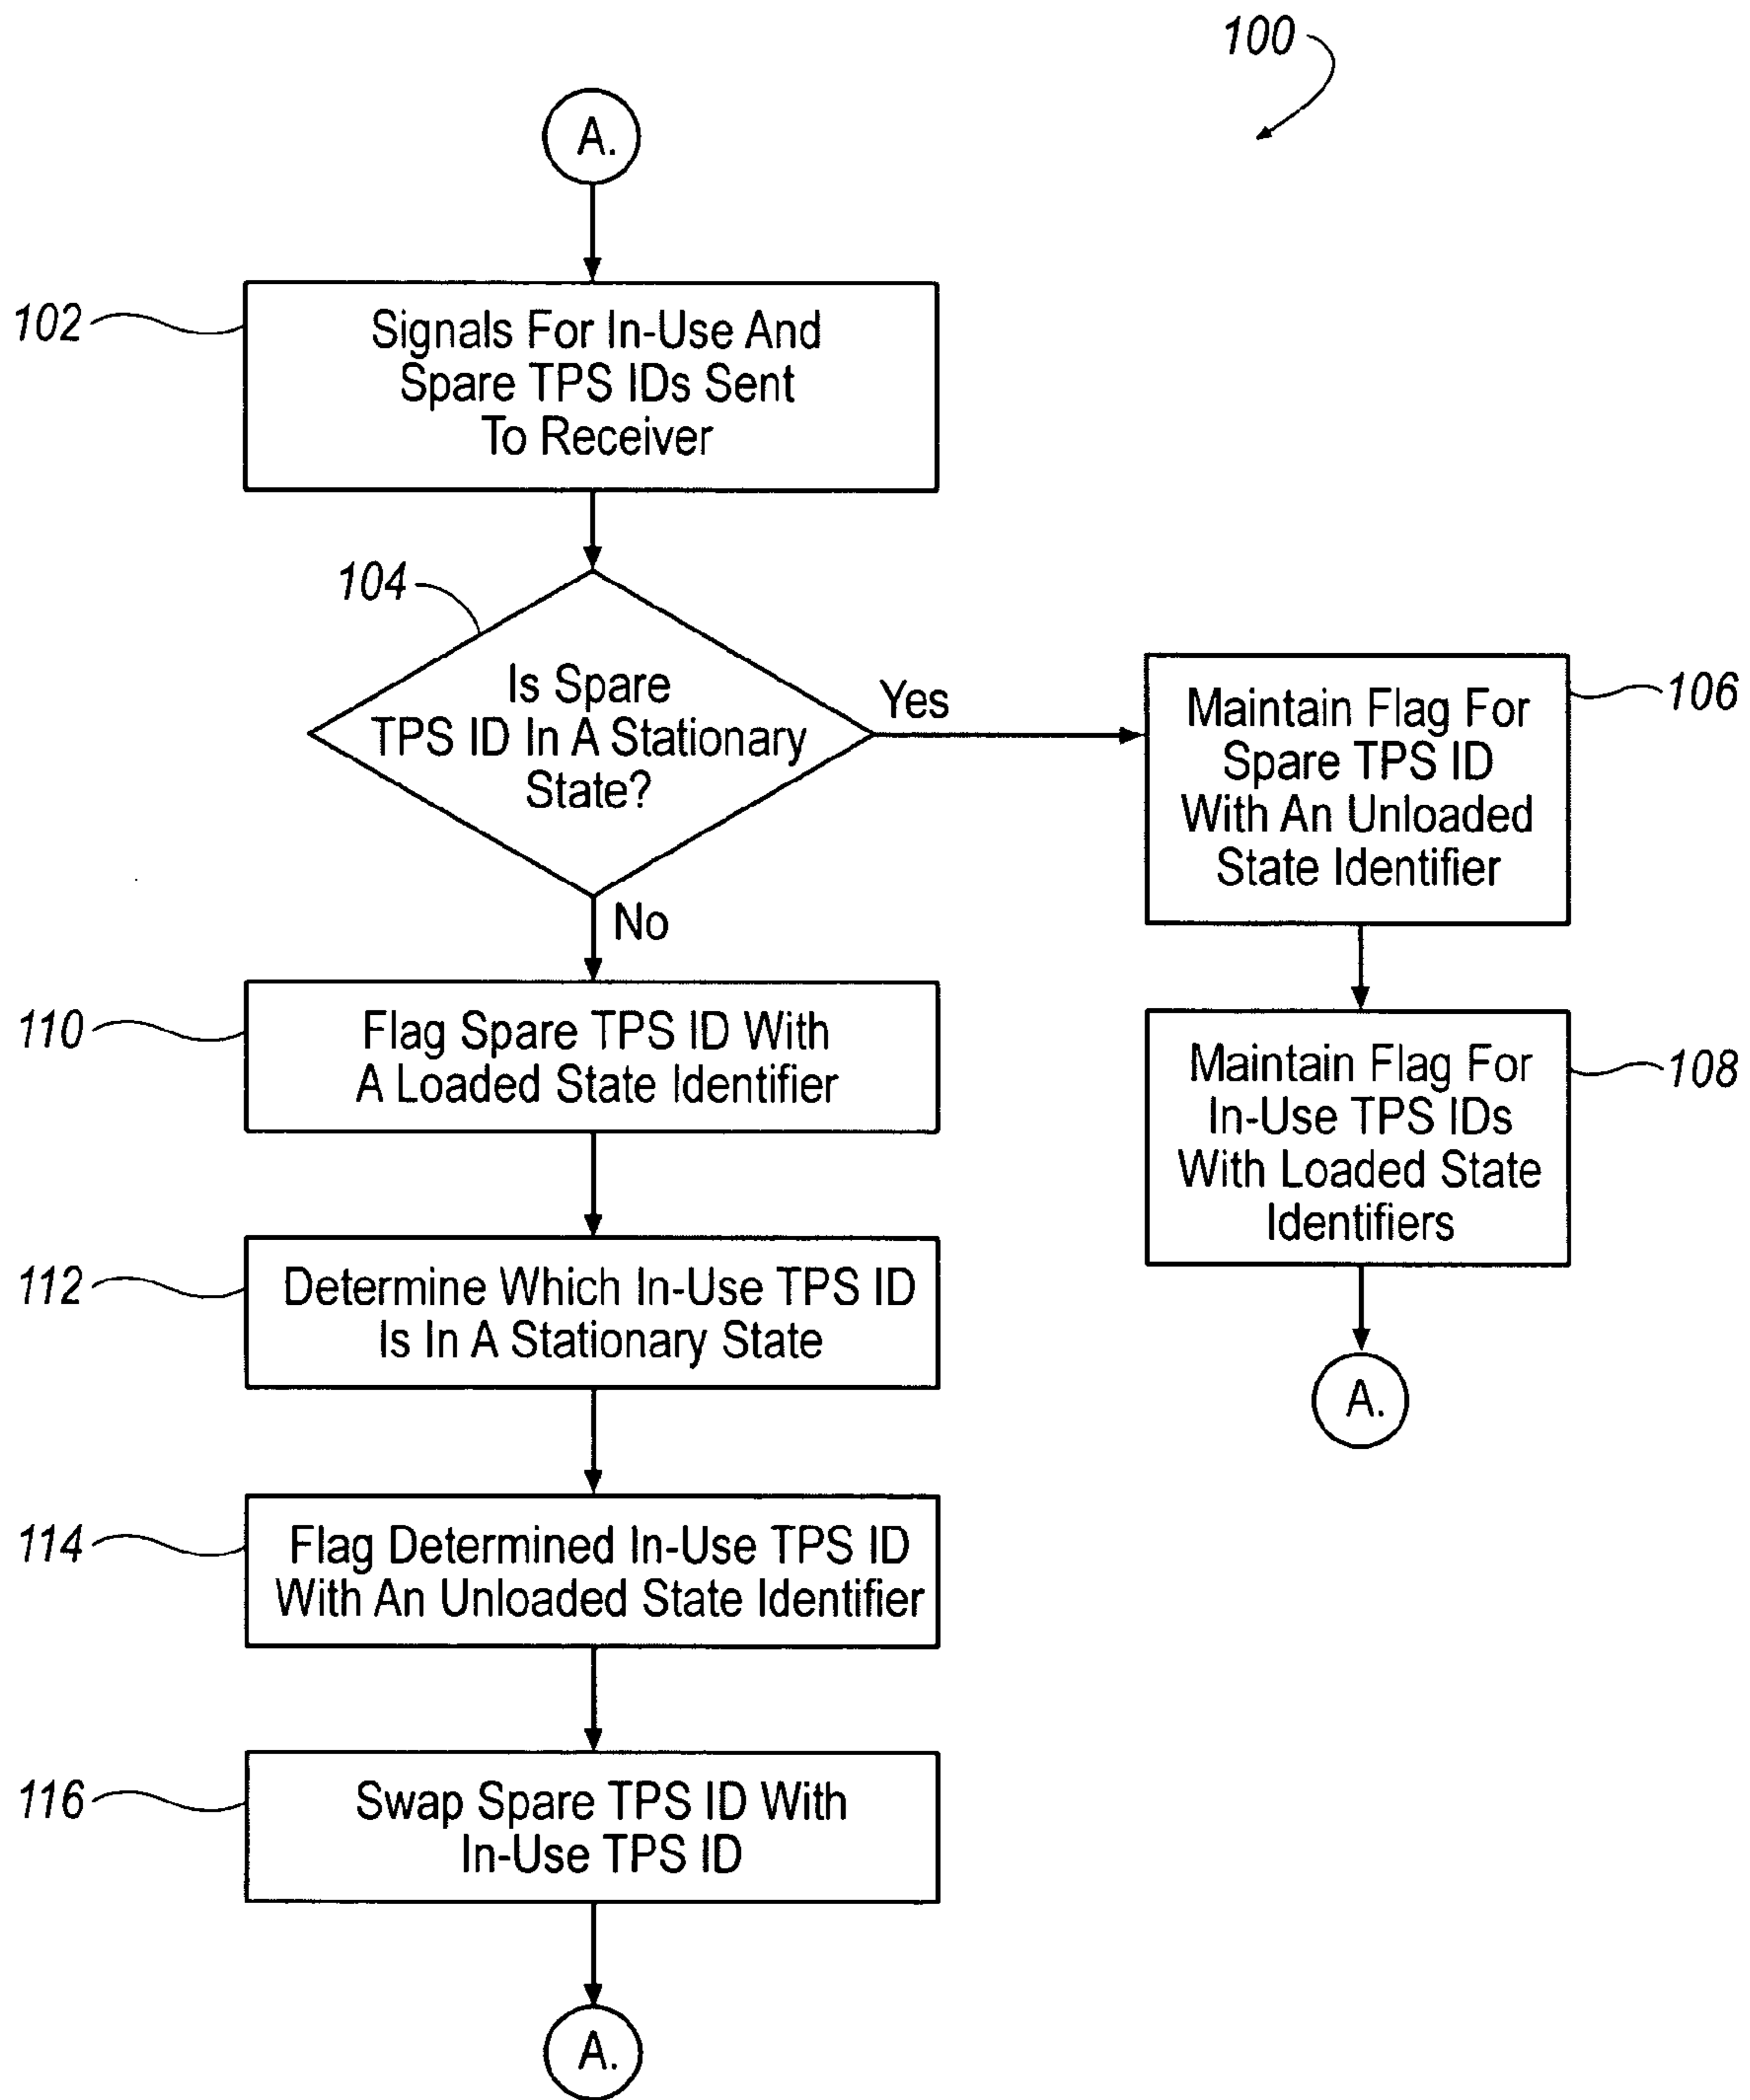 100
A.
102
Signals For In-Use And
Spare TPS IDs Sent
To Receiver
104
Is Spare
TPS ID In A Stationary
State?
Yes
No
106
Maintain Flag For
Spare TPS ID
With An Unloaded
State Identifier
108
Maintain Flag For
In-Use TPS IDs
With Loaded State
Identifiers
A.
110
Flag Spare TPS ID With
A Loaded State Identifier
112
Determine Which In-Use TPS ID
Is In A Stationary State
114
Flag Determined In-Use TPS ID
With An Unloaded State Identifier
116
Swap Spare TPS ID With
In-Use TPS ID
A.